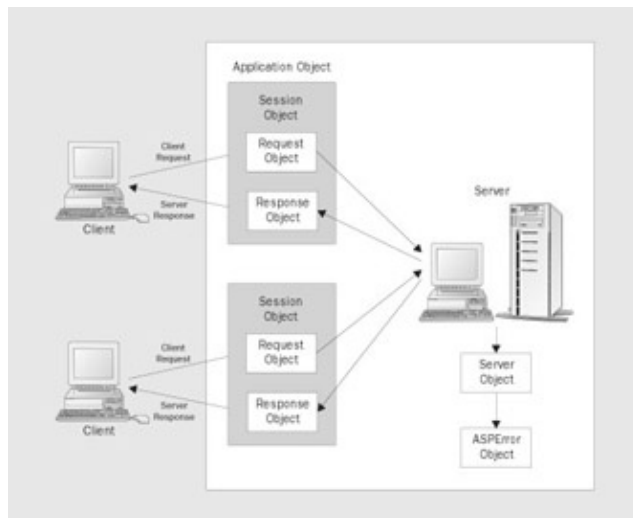 Application Object
Session
Object
Request
Object
Response
Object
Client
Request
Server
Response
Client
Server
Session
Object
Request
Object
Response
Object
Client
Request
Server
Response
Client
Server
Object
ASPError
Object